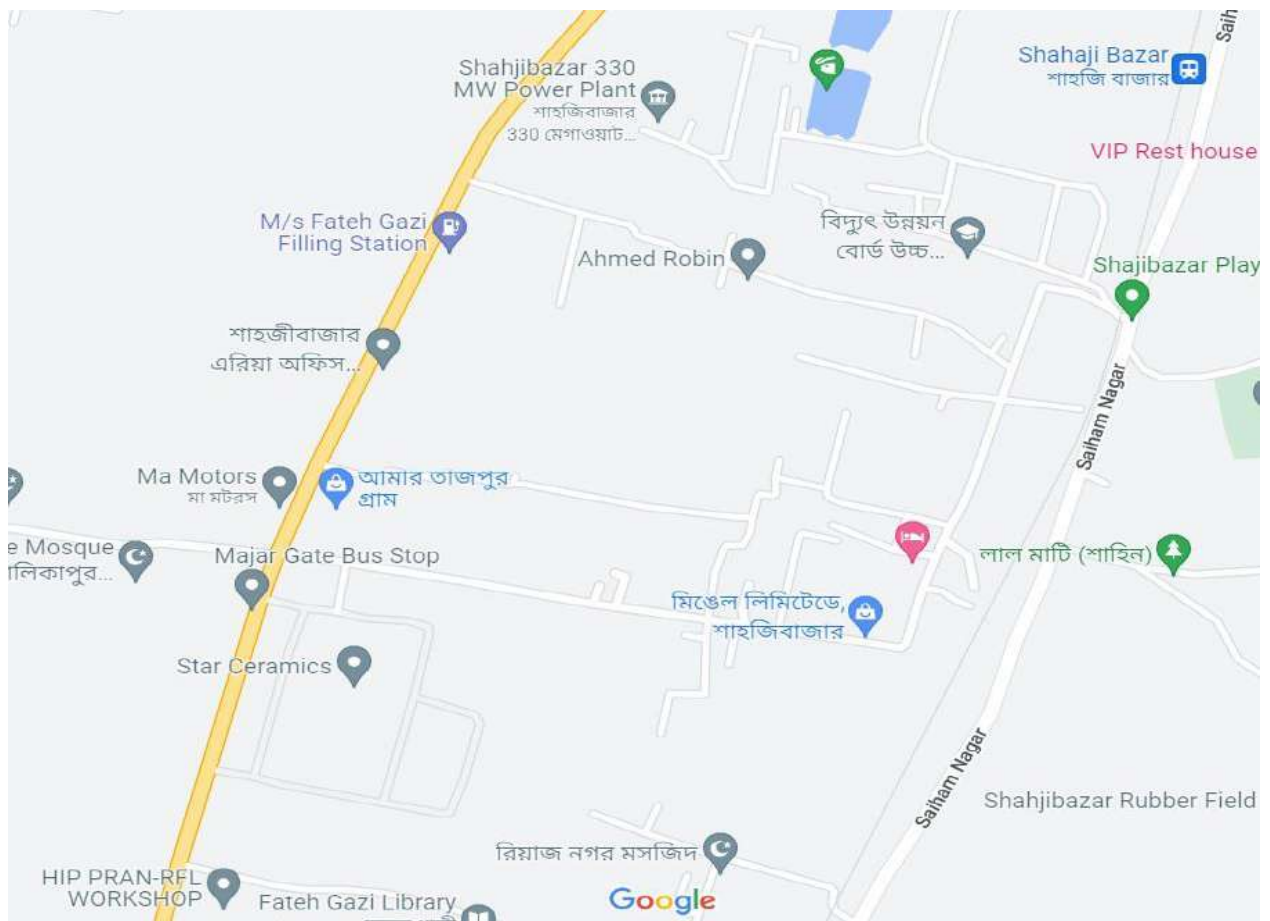 Saih
Shahaji Bazar
শাহজি বাজার
Shahjibazar 330
MW Power Plant
শাহজিবাজার
330 মেগাওয়াট...
VIP Rest house
M/s Fateh Gazi
Filling Station
বিদ্যুৎ উন্নয়ন
বোর্ড উচ্চ...
Ahmed Robin
Shajibazar Play
শাহজীবাজার
এরিয়া অফিস...
Saiham Nagar
Ma Motors
মা মটরস
আমার তাজপুর
গ্রাম
e Mosque
ালিকাপুর...
Majar Gate Bus Stop
লাল মাটি (শাহিন)
মিঙেল লিমিটেডে,
শাহজিবাজার
Star Ceramics
Saiham Nagar
Shahjibazar Rubber Field
রিয়াজ নগর মসজিদ
HIP PRAN-RFL
WORKSHOP
Fateh Gazi Library
Google